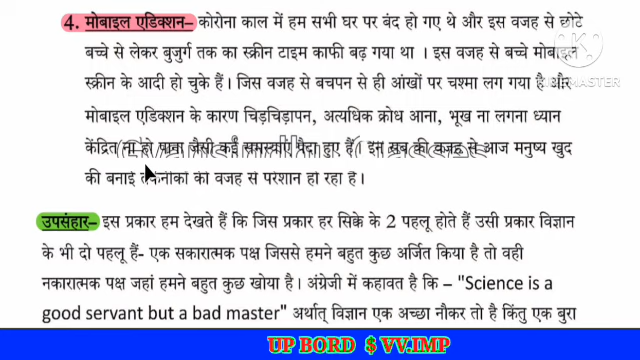 4. मोबाइल एडिक्शन– कोरोना काल में हम सभी घर पर बंद हो गए थे और इस वजह से छोटे
बच्चे से लेकर बुजुर्ग तक का स्क्रीन टाइम काफी बढ़ गया था । इस वजह से बच्चे मोबाइल
स्क्रीन के आदी हो चुके हैं। जिस वजह से बचपन से ही आंखों पर चश्मा लग गया है और
मोबाइल एडिक्शन के कारण चिड़चिड़ापन, अत्यधिक क्रोध आना, भूख ना लगना ध्यान
केंद्रित ना हो पाना जैसी कई समस्याएं पैदा हुए हैं। इन सब की वजह से आज मनुष्य खुद
की बनाई तकनीकों की वजह से परेशान हो रहा है।
उपसंहार– इस प्रकार हम देखते हैं कि जिस प्रकार हर सिक्के के 2 पहलू होते हैं उसी प्रकार विज्ञान
के भी दो पहलू हैं- एक सकारात्मक पक्ष जिससे हमने बहुत कुछ अर्जित किया है तो वही
नकारात्मक पक्ष जहां हमने बहुत कुछ खोया है। अंग्रेजी में कहावत है कि – "Science is a
good servant but a bad master" अर्थात् विज्ञान एक अच्छा नौकर तो है किंतु एक बुरा
UP BORD $ VV.IMP